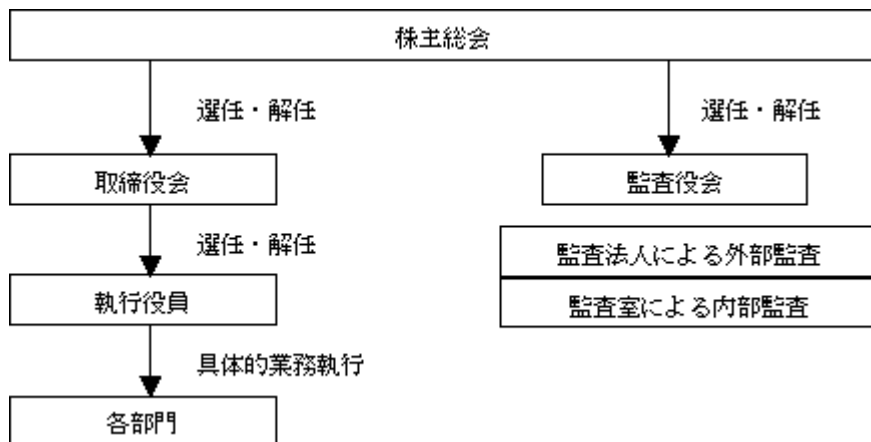 株主総会
選任・解任
選任・解任
取締役会
監査役会
選任・解任
監査法人による外部監査
執行役員
監査室による内部監査
具体的業務執行
各部門